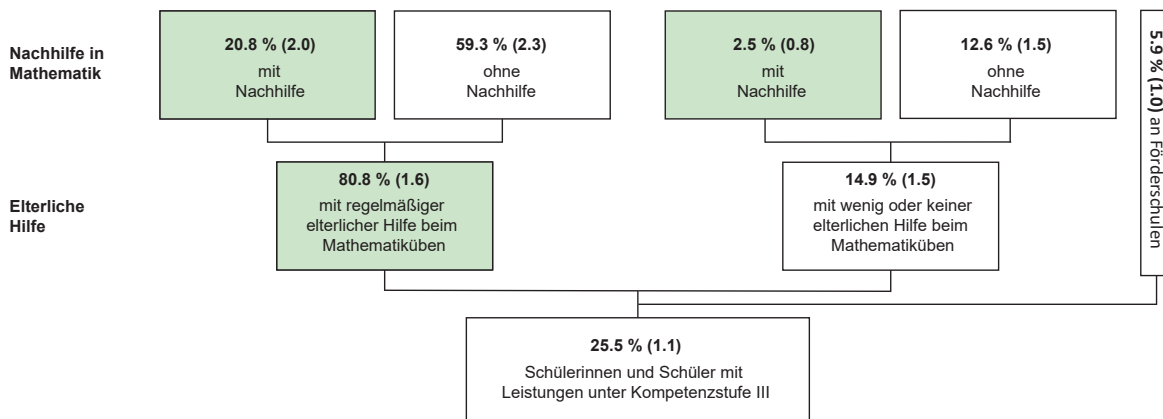 Nachhilfe in
Mathematik
20.8 % (2.0)
mit
Nachhilfe
59.3 % (2.3)
ohne
Nachhilfe
2.5 % (0.8)
mit
Nachhilfe
12.6 % (1.5)
ohne
Nachhilfe
5.9 % (1.0) an Förderschulen
Elterliche
Hilfe
80.8 % (1.6)
mit regelmäßiger
elterlicher Hilfe beim
Mathematiküben
14.9 % (1.5)
mit wenig oder keiner
elterlichen Hilfe beim
Mathematiküben
25.5 % (1.1)
Schülerinnen und Schüler mit
Leistungen unter Kompetenzstufe III